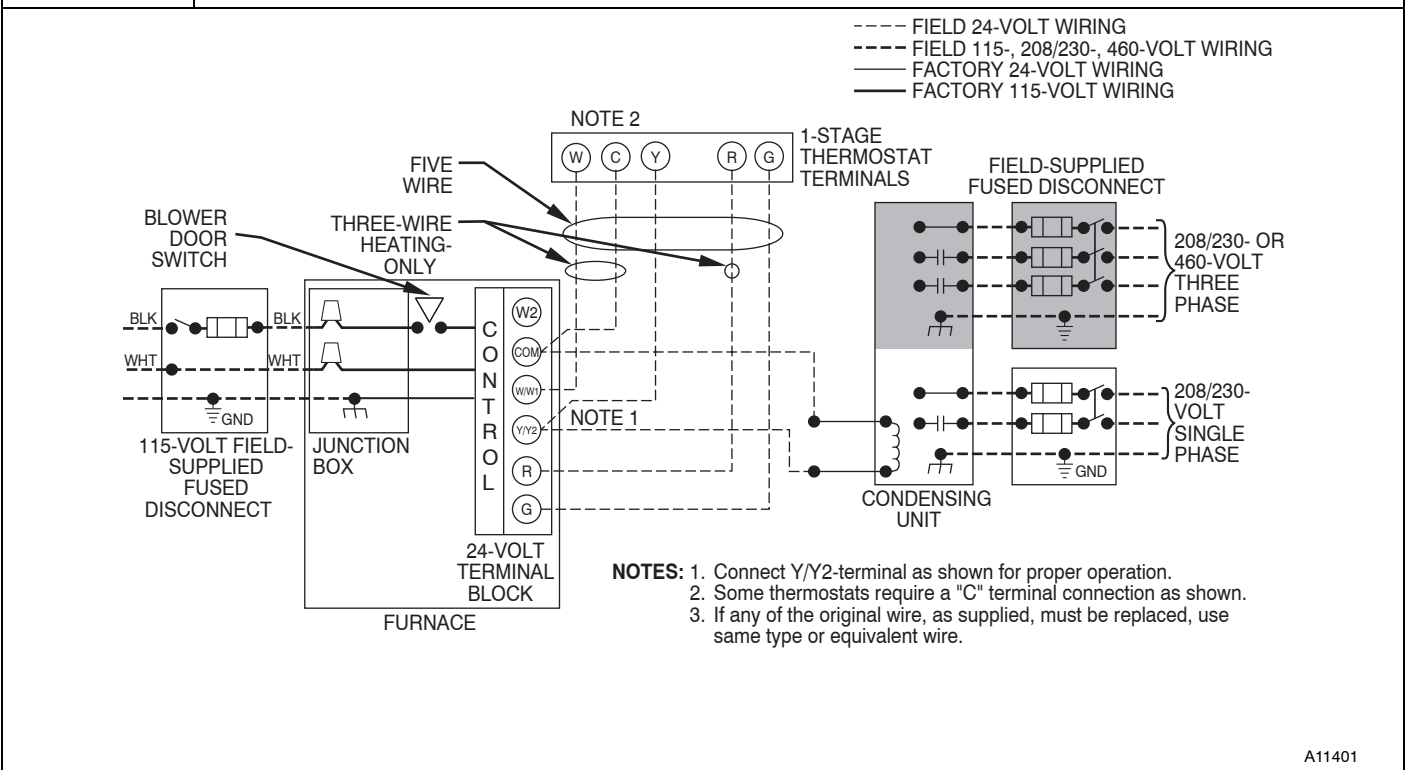 FIELD 24-VOLT WIRING
FIELD 115-, 208/230-, 460-VOLT WIRING
FACTORY 24-VOLT WIRING
FACTORY 115-VOLT WIRING
NOTE 2
W
C
Y
R
G
1-STAGE
THERMOSTAT
TERMINALS
FIVE
WIRE
THREE-WIRE
HEATING-
ONLY
BLOWER
DOOR
SWITCH
BLK
BLK
WHT
WHT
GND
115-VOLT FIELD-
SUPPLIED
FUSED
DISCONNECT
JUNCTION
BOX
CONTROL
W2
COM
W/W1
Y/Y2
R
G
NOTE 1
24-VOLT
TERMINAL
BLOCK
FURNACE
FIELD-SUPPLIED
FUSED DISCONNECT
208/230- OR
460-VOLT
THREE
PHASE
208/230-
VOLT
SINGLE
PHASE
GND
CONDENSING
UNIT
NOTES: 1. Connect Y/Y2-terminal as shown for proper operation.
2. Some thermostats require a "C" terminal connection as shown.
3. If any of the original wire, as supplied, must be replaced, use
same type or equivalent wire.
A11401